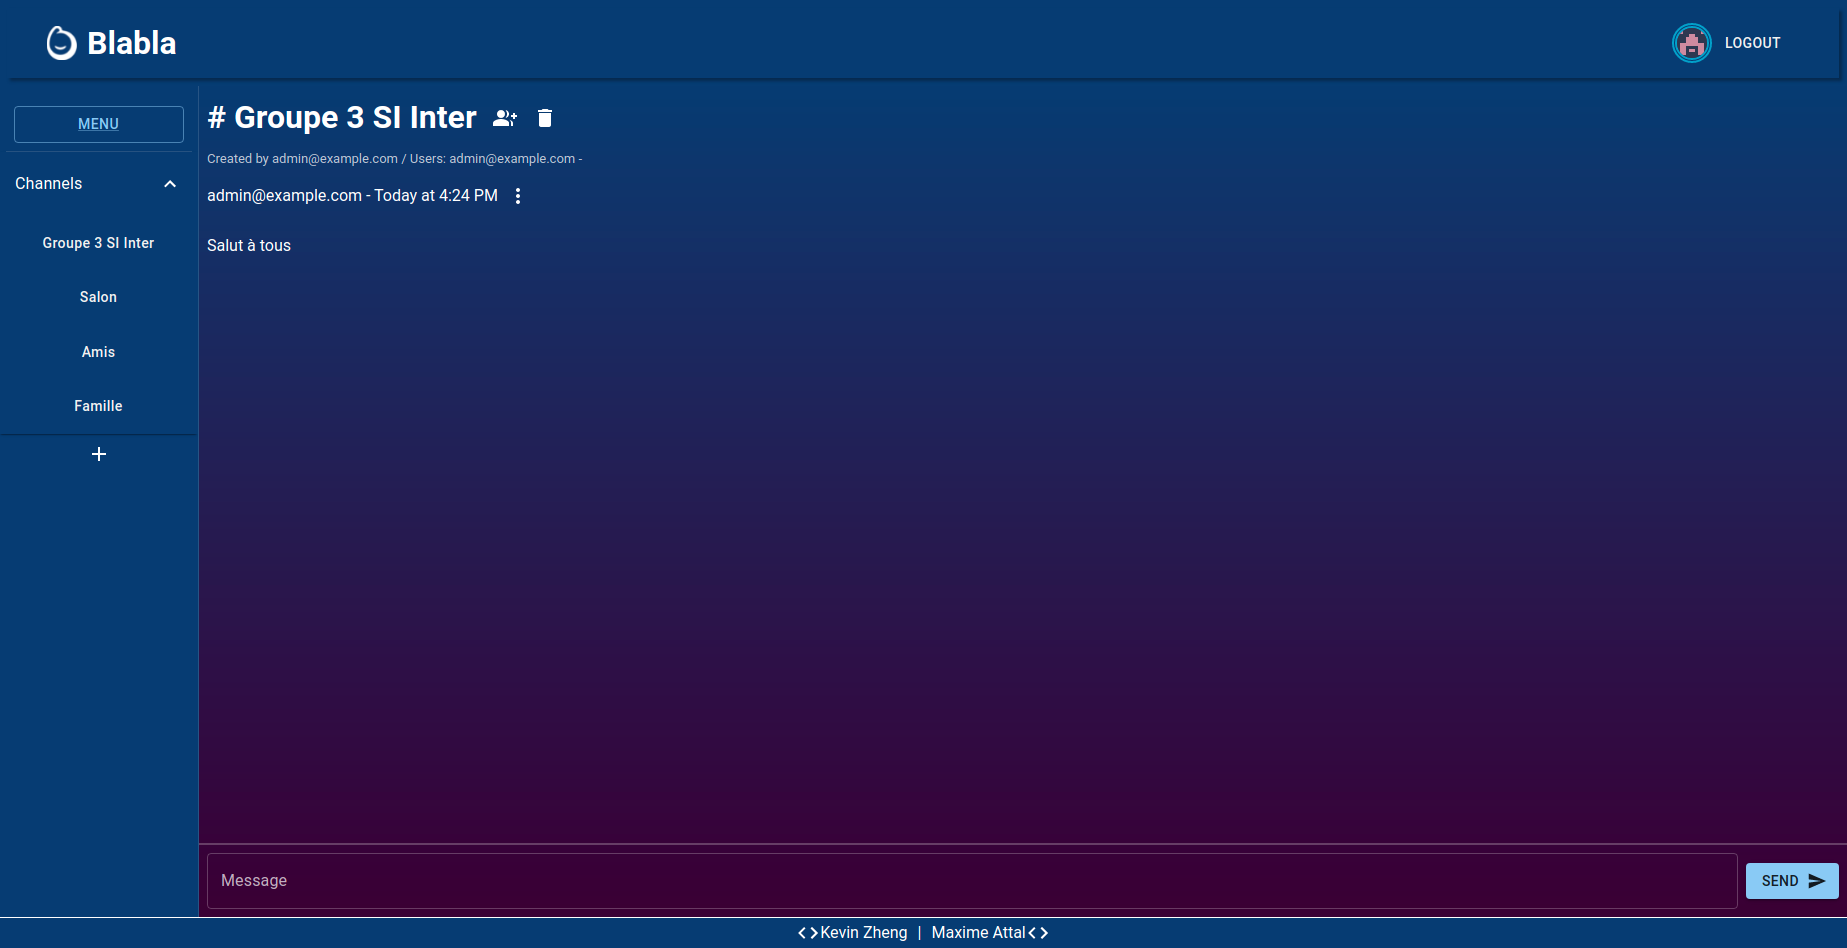 Blabla
LOGOUT
MENU
Channels
Groupe 3 SI Inter
Salon
Amis
Famille
+
# Groupe 3 SI Inter
Created by admin@example.com / Users: admin@example.com -
admin@example.com - Today at 4:24 PM
Salut à tous
Message
SEND
<>Kevin Zheng | Maxime Attal<>